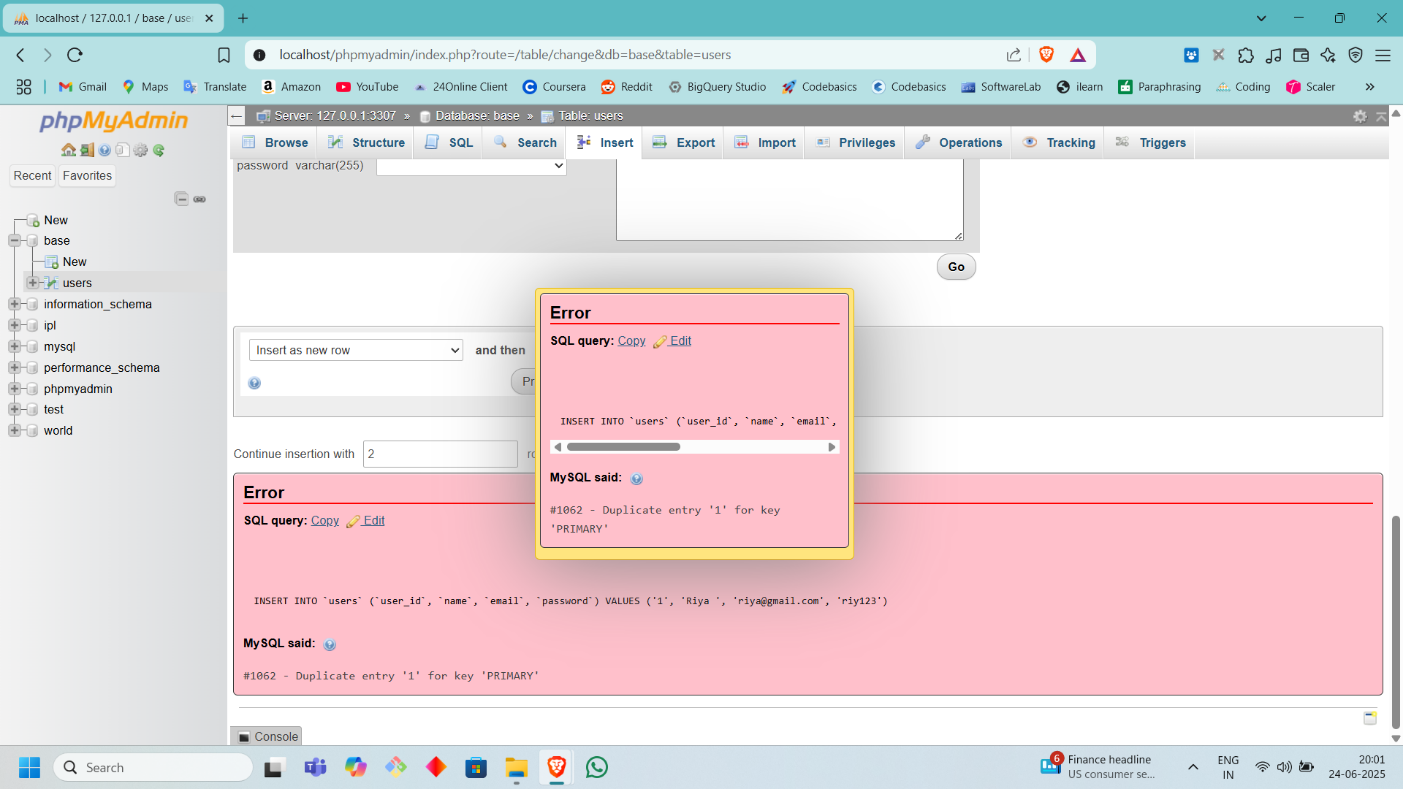 localhost / 127.0.0.1 / base / use
localhost/phpmyadmin/index.php?route=/table/change&db=base&table=users
Gmail Maps Translate Amazon YouTube 24Online Client Coursera Reddit BigQuery Studio Codebasics Codebasics SoftwareLab ilearn Paraphrasing Coding Scaler »
phpMyAdmin
Recent Favorites
New
base
New
users
information_schema
ipl
mysql
performance_schema
phpmyadmin
test
world
Server: 127.0.0.1:3307 » Database: base » Table: users
Browse Structure SQL Search Insert Export Import Privileges Operations Tracking Triggers
password varchar(255)
Go
Insert as new row and then
Pr
Continue insertion with 2
Error
SQL query: Copy Edit
INSERT INTO `users` (`user_id`, `name`, `email`,
MySQL said:
#1062 - Duplicate entry '1' for key
'PRIMARY'
Error
SQL query: Copy Edit
INSERT INTO `users` (`user_id`, `name`, `email`, `password`) VALUES ('1', 'Riya ', 'riya@gmail.com', 'riy123')
MySQL said:
#1062 - Duplicate entry '1' for key 'PRIMARY'
Console
Search
6
Finance headline
US consumer se...
ENG
IN
20:01
24-06-2025